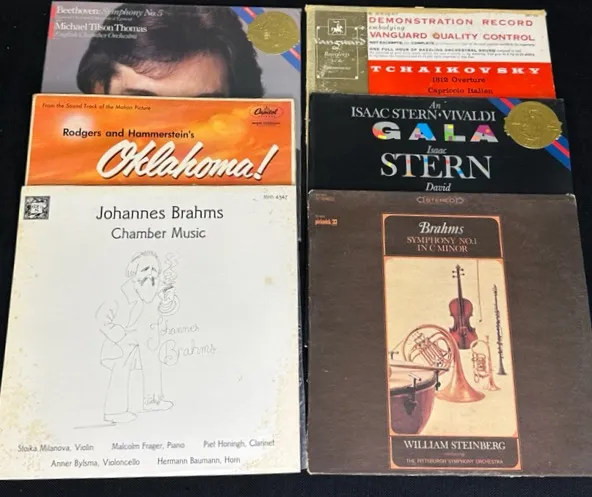 Beethoven: Symphony No. 5
Michael Tilson Thomas
English Chamber Orchestra
DEMONSTRATION RECORD
embodying
VANGUARD QUALITY CONTROL
Vanguard
TCHAIKOVSKY
1812 Overture
Capriccio Italien
From the Sound Track of the Motion Picture
Capitol
Rodgers and Hammerstein's
Oklahoma!
An
ISAAC STERN·VIVALDI
GALA
Isaac
STERN
David
Johannes Brahms
Chamber Music
Johannes
Brahms
Stoika Milanova, Violin Malcolm Frager, Piano Piet Honingh, Clarinet
Anner Bylsma, Violoncello Hermann Baumann, Horn
STEREO
Brahms
SYMPHONY NO.1
IN C MINOR
WILLIAM STEINBERG
THE PITTSBURGH SYMPHONY ORCHESTRA